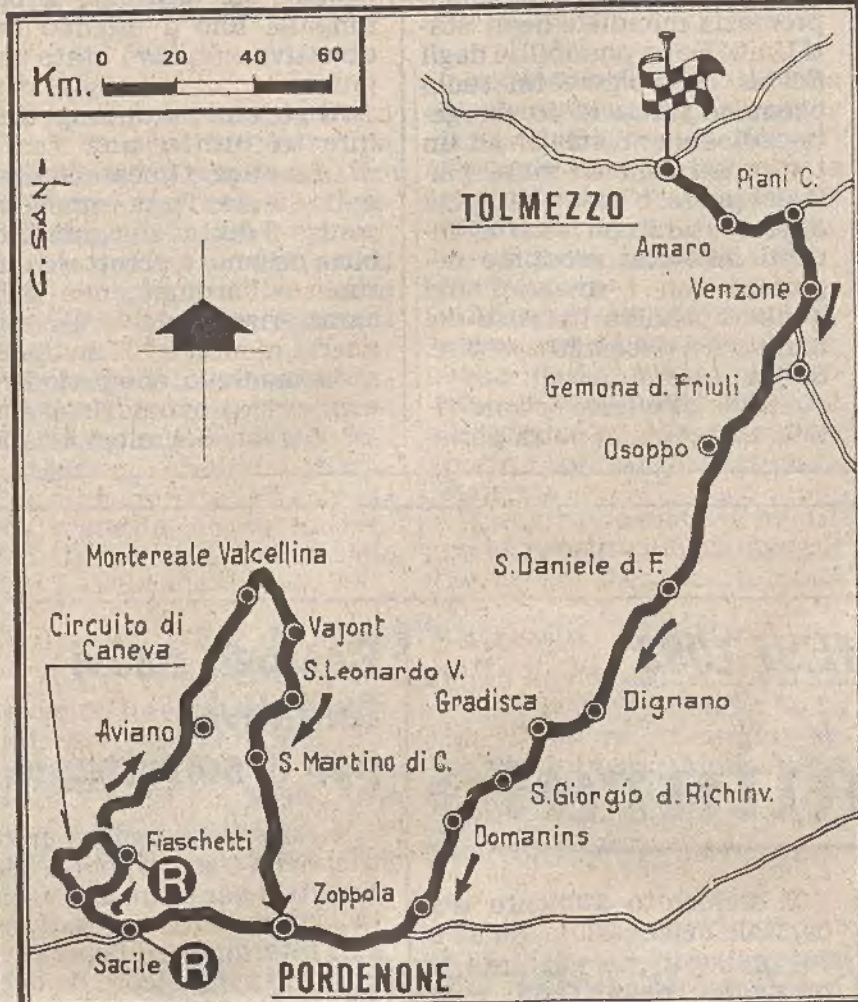 Km.
0 20 40 60
SAN
TOLMEZZO
Piani C.
Amaro
Venzone
Gemona d. Friuli
Osoppo
S. Daniele d. F.
Montereale Valcellina
Circuito di
Caneva
Vajont
S. Leonardo V.
Gradisca
Dignano
Aviano
S. Martino di C.
S. Giorgio d. Richinv.
Domanins
Fiaschetti
R
Zoppola
Sacile
R
PORDENONE